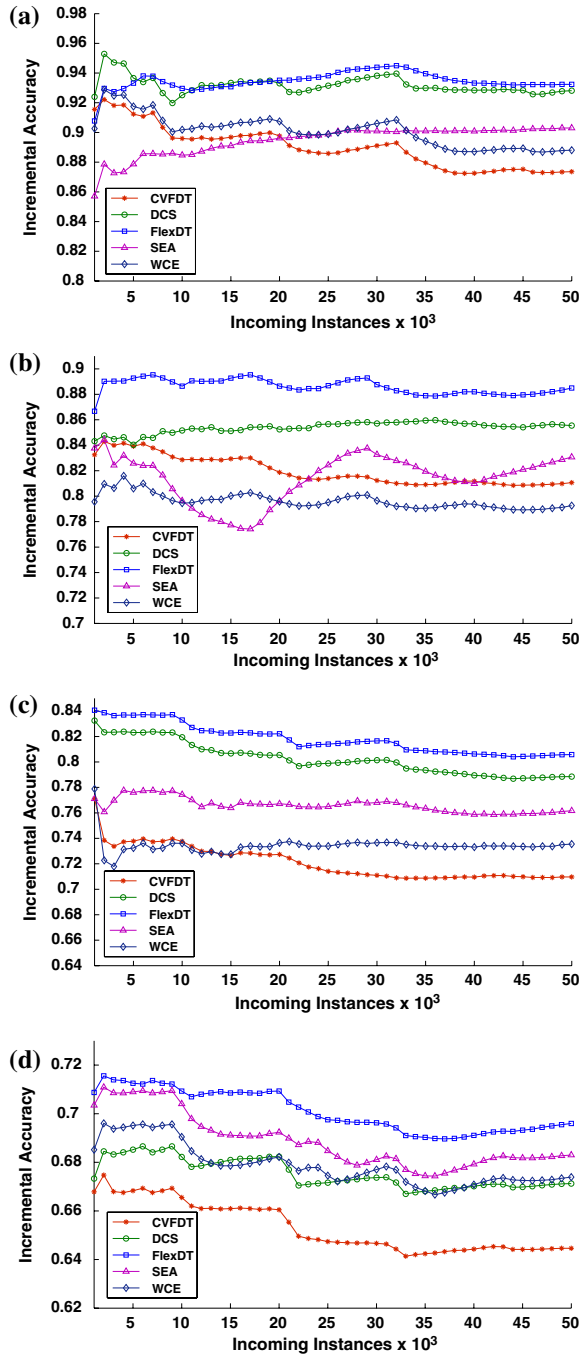 (a)
Incremental Accuracy
0.98
0.96
0.94
0.92
0.9
0.88
0.86
0.84
0.82
0.8
CVFDT
DCS
FlexDT
SEA
WCE
5 10 15 20 25 30 35 40 45 50
Incoming Instances x 10³
(b)
Incremental Accuracy
0.9
0.88
0.86
0.84
0.82
0.8
0.78
0.76
0.74
0.72
0.7
CVFDT
DCS
FlexDT
SEA
WCE
5 10 15 20 25 30 35 40 45 50
Incoming Instances x 10³
(c)
Incremental Accuracy
0.84
0.82
0.8
0.78
0.76
0.74
0.72
0.7
0.68
0.66
0.64
CVFDT
DCS
FlexDT
SEA
WCE
5 10 15 20 25 30 35 40 45 50
Incoming Instances x 10³
(d)
Incremental Accuracy
0.72
0.7
0.68
0.66
0.64
0.62
CVFDT
DCS
FlexDT
SEA
WCE
5 10 15 20 25 30 35 40 45 50
Incoming Instances x 10³